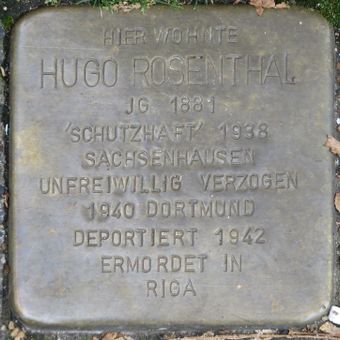 HIER WOHNTE
HUGO ROSENTHAL
JG. 1881
'SCHUTZHAFT' 1938
SACHSENHAUSEN
UNFREIWILLIG VERZOGEN
1940 DORTMUND
DEPORTIERT 1942
ERMORDET IN
RIGA